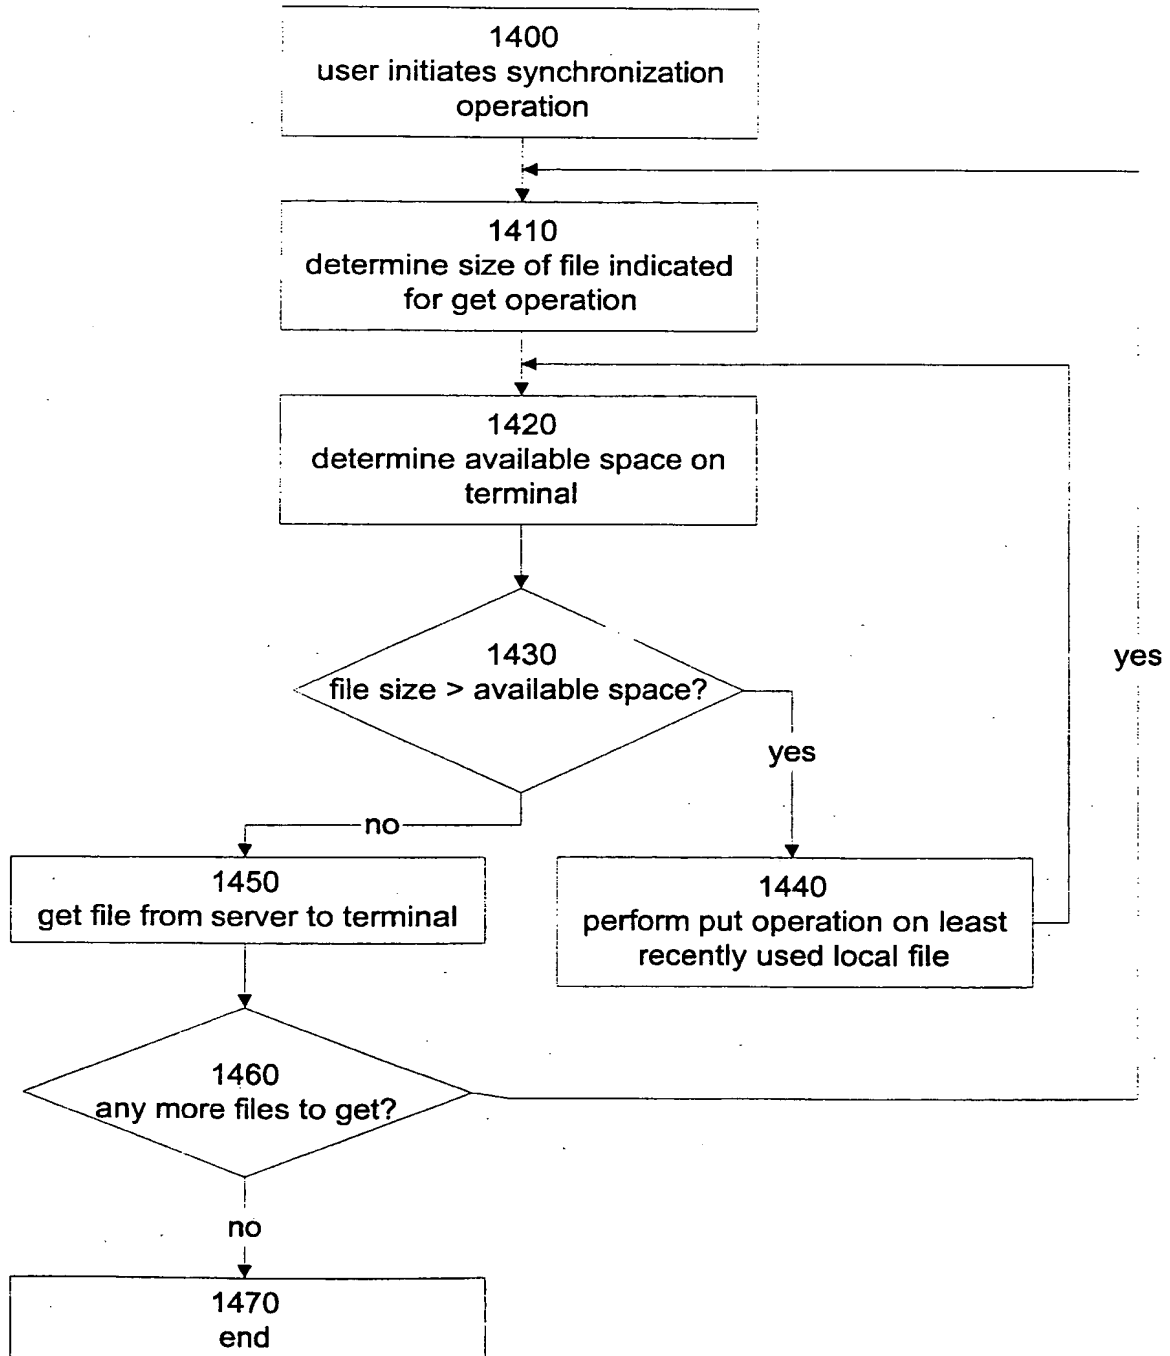 1400
user initiates synchronization
operation
1410
determine size of file indicated
for get operation
1420
determine available space on
terminal
1430
file size > available space?
yes
yes
no
1450
get file from server to terminal
1440
perform put operation on least
recently used local file
1460
any more files to get?
no
1470
end